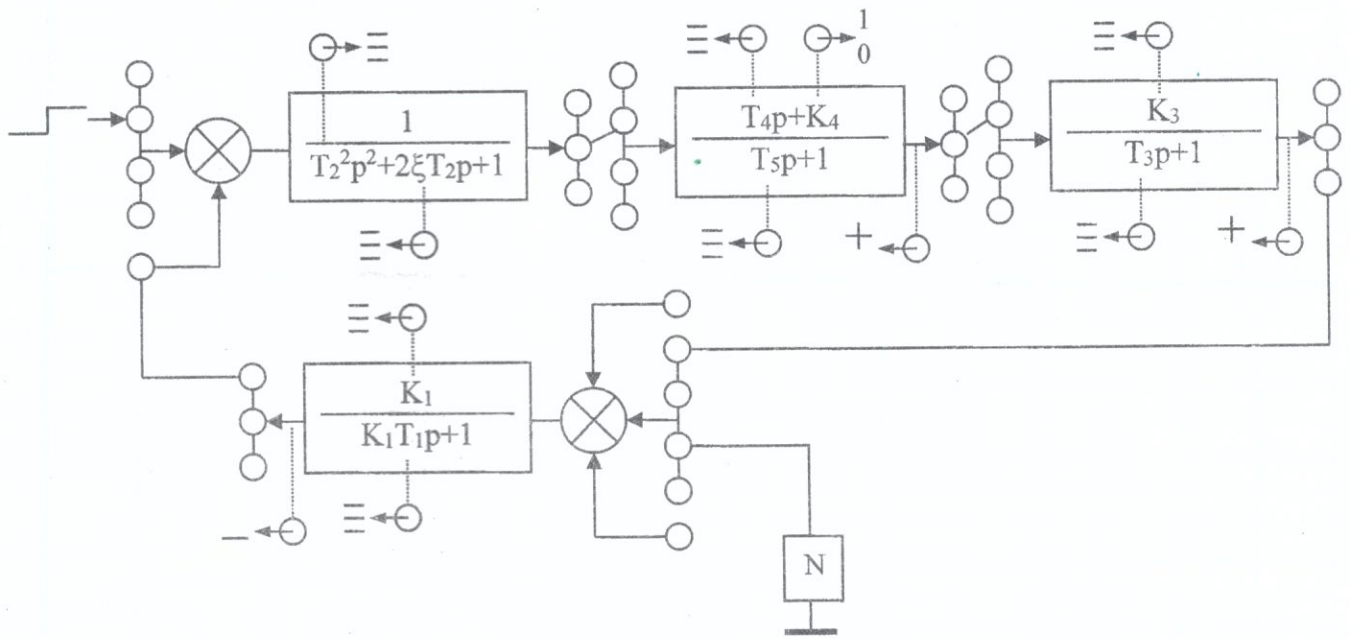 1
T₂²p²+2ξT₂p+1
1
0
T₄p+K₄
T₅p+1
+
K₃
T₃p+1
+
K₁
K₁T₁p+1
−
N